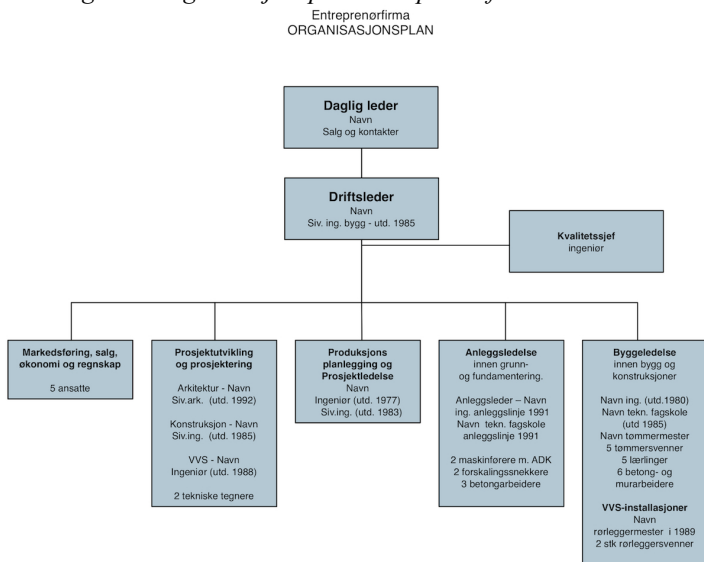 Entreprenørfirma
ORGANISASJONSPLAN
Daglig leder
Navn
Salg og kontakter
Driftsleder
Navn
Siv. ing. bygg - utd. 1985
Kvalitetssjef
ingeniør
Markedsføring, salg,
økonomi og regnskap
5 ansatte
Prosjektutvikling
og prosjektering
Arkitektur - Navn
Siv.ark. (utd. 1992)
Konstruksjon - Navn
Siv.ing. (utd. 1985)
VVS - Navn
Ingeniør (utd. 1988)
2 tekniske tegnere
Produksjons
planlegging og
Prosjektledelse
Navn
Ingeniør (utd. 1977)
Siv.ing. (utd. 1983)
Anleggsledelse
innen grunn-
og fundamentering.
Anleggsleder – Navn
ing. anleggslinje 1991
Navn tekn. fagskole
anleggslinje 1991
2 maskinførere m. ADK
2 forskalingssnekkere
3 betongarbeidere
Byggeledelse
innen bygg og
konstruksjoner
Navn ing. (utd.1980)
Navn tekn. fagskole
(utd 1985)
Navn tømmermester
5 tømmersvenner
5 lærlinger
6 betong- og
murarbeidere
VVS-installasjoner
Navn
rørleggermester i 1989
2 stk rørleggersvenner